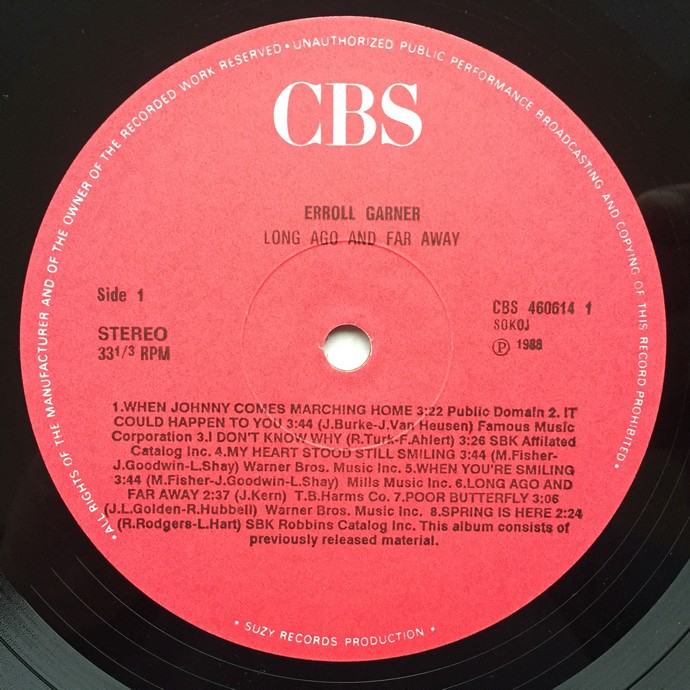 •ALL RIGHTS OF THE MANUFACTURER AND OF THE OWNER OF THE RECORDED WORK RESERVED•UNAUTHORIZED PUBLIC PERFORMANCE BROADCASTING AND COPYING OF THIS RECORD PROHIBITED•
CBS
ERROLL GARNER
LONG AGO AND FAR AWAY
Side 1
STEREO
33 1/3 RPM
CBS 460614 1
SOKOJ
℗ 1988
1.WHEN JOHNNY COMES MARCHING HOME 3:22 Public Domain 2. IT
COULD HAPPEN TO YOU 3:44 (J.Burke-J.Van Heusen) Famous Music
Corporation 3.I DON'T KNOW WHY (R.Turk-F.Ahlert) 3:26 SBK Affilated
Catalog Inc. 4.MY HEART STOOD STILL SMILING 3:44 (M.Fisher-
J.Goodwin-L.Shay) Warner Bros. Music Inc. 5.WHEN YOU'RE SMILING
3:44 (M.Fisher-J.Goodwin-L.Shay) Mills Music Inc. 6.LONG AGO AND
FAR AWAY 2:37 (J.Kern) T.B.Harms Co. 7.POOR BUTTERFLY 3:06
(J.L.Golden-R.Hubbell) Warner Bros. Music Inc. 8.SPRING IS HERE 2:24
(R.Rodgers-L.Hart) SBK Robbins Catalog Inc. This album consists of
previously released material.
• SUZY RECORDS PRODUCTION •